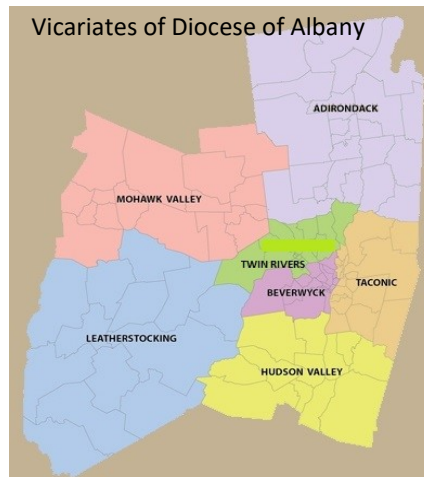 Vicariates of Diocese of Albany
ADIRONDACK
MOHAWK VALLEY
TWIN RIVERS
BEVERWYCK
TACONIC
LEATHERSTOCKING
HUDSON VALLEY